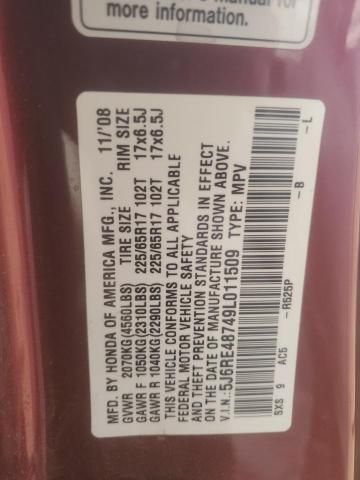 manual for
more information.
MFD. BY HONDA OF AMERICA MFG., INC. 11/'08
GVWR 2070KG(4560LBS) TIRE SIZE RIM SIZE
GAWR F 1050KG(2310LBS) 225/65R17 102T 17x6.5J
GAWR R 1040KG(2290LBS) 225/65R17 102T 17x6.5J
THIS VEHICLE CONFORMS TO ALL APPLICABLE
FEDERAL MOTOR VEHICLE SAFETY
AND THEFT PREVENTION STANDARDS IN EFFECT
ON THE DATE OF MANUFACTURE SHOWN ABOVE.
V.I.N.:5J6RE48749L011509 TYPE: MPV
SXS 9 AC5 -R525P -B -L